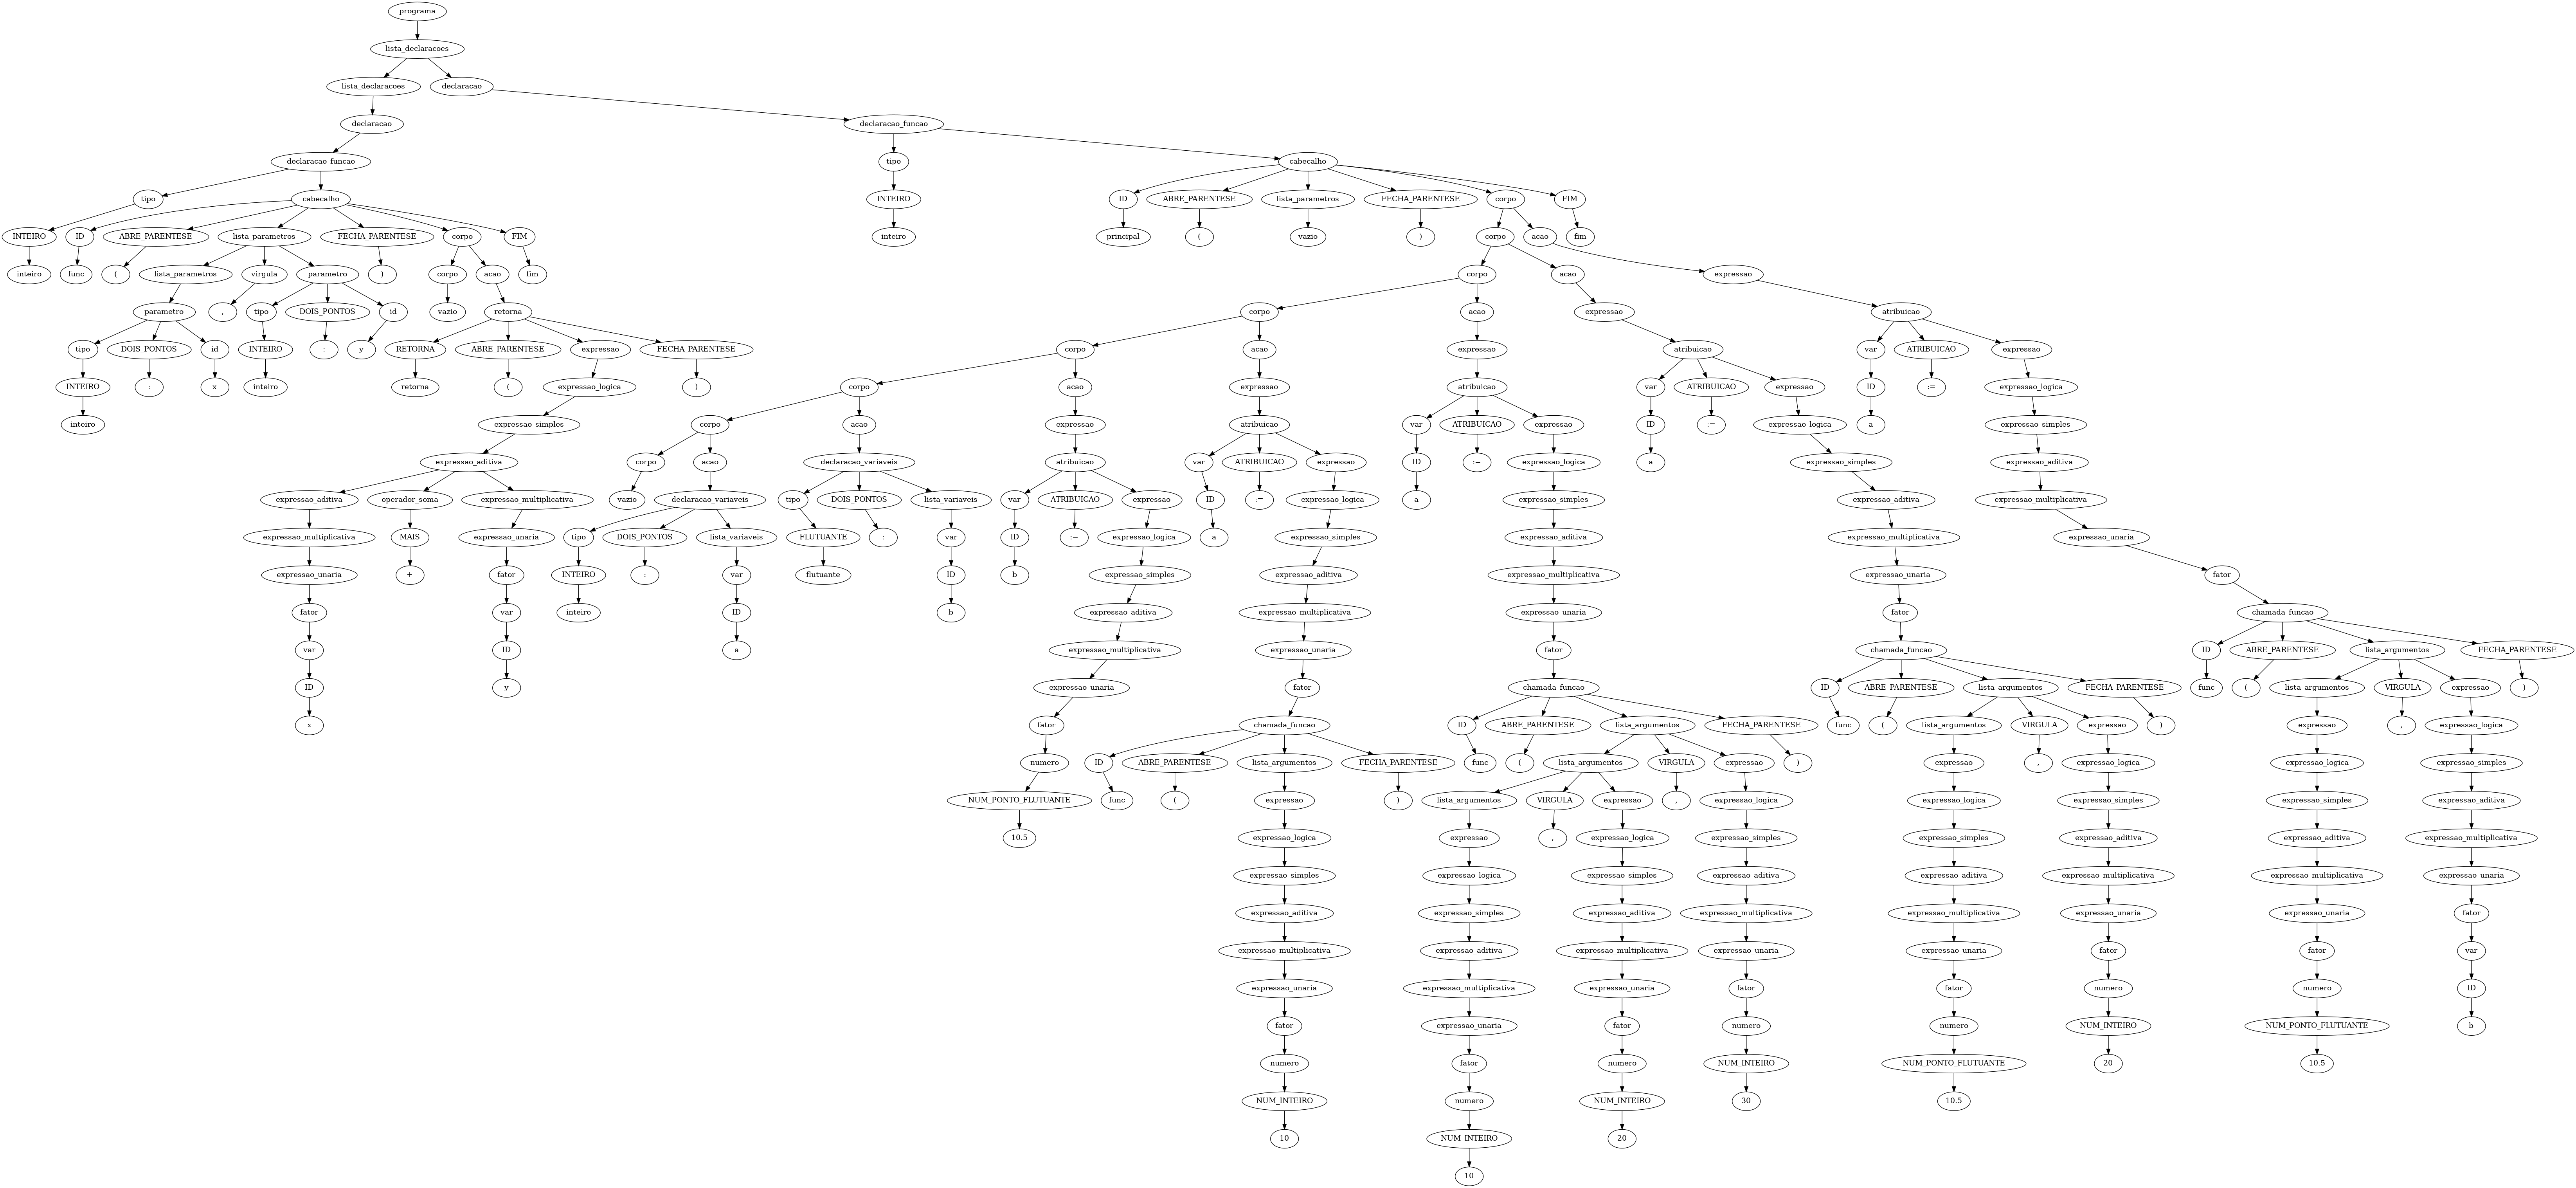 programa
lista_declaracoes
lista_declaracoes declaracao
declaracao declaracao_funcao
declaracao_funcao tipo cabecalho
tipo cabecalho INTEIRO ID ABRE_PARENTESE lista_parametros FECHA_PARENTESE corpo FIM
INTEIRO ID ABRE_PARENTESE lista_parametros FECHA_PARENTESE corpo FIM inteiro principal ( vazio ) corpo acao fim
inteiro func ( lista_parametros virgula parametro ) corpo acao fim corpo acao expressao
parametro , tipo DOIS_PONTOS id vazio retorna corpo acao expressao atribuicao
tipo DOIS_PONTOS id INTEIRO : y RETORNA ABRE_PARENTESE expressao FECHA_PARENTESE corpo acao expressao atribuicao var ATRIBUICAO expressao
INTEIRO : x inteiro retorna ( expressao_logica ) corpo acao expressao atribuicao var ATRIBUICAO expressao ID := expressao_logica
inteiro expressao_simples corpo acao expressao atribuicao var ATRIBUICAO expressao ID := expressao_logica a expressao_simples
expressao_aditiva corpo acao declaracao_variaveis atribuicao var ATRIBUICAO expressao ID := expressao_logica a expressao_simples expressao_aditiva
expressao_aditiva operador_soma expressao_multiplicativa vazio declaracao_variaveis tipo DOIS_PONTOS lista_variaveis var ATRIBUICAO expressao ID := expressao_logica a expressao_simples expressao_aditiva expressao_multiplicativa
expressao_multiplicativa MAIS expressao_unaria tipo DOIS_PONTOS lista_variaveis FLUTUANTE : var ID := expressao_logica a expressao_simples expressao_aditiva expressao_multiplicativa expressao_unaria
expressao_unaria + fator INTEIRO : var flutuante ID b expressao_simples expressao_aditiva expressao_multiplicativa expressao_unaria fator
fator var inteiro ID b expressao_aditiva expressao_multiplicativa expressao_unaria fator chamada_funcao
var ID a expressao_multiplicativa expressao_unaria fator chamada_funcao ID ABRE_PARENTESE lista_argumentos FECHA_PARENTESE
ID y expressao_unaria fator chamada_funcao ID ABRE_PARENTESE lista_argumentos FECHA_PARENTESE func ( lista_argumentos VIRGULA expressao )
x fator chamada_funcao ID ABRE_PARENTESE lista_argumentos FECHA_PARENTESE func ( lista_argumentos VIRGULA expressao ) expressao , expressao_logica
numero ID ABRE_PARENTESE lista_argumentos FECHA_PARENTESE func ( lista_argumentos VIRGULA expressao ) expressao , expressao_logica expressao_logica expressao_simples
NUM_PONTO_FLUTUANTE func ( expressao ) lista_argumentos VIRGULA expressao , expressao_logica expressao_logica expressao_simples expressao_simples expressao_aditiva
10.5 expressao_logica expressao , expressao_logica expressao_simples expressao_simples expressao_aditiva expressao_aditiva expressao_multiplicativa
expressao_simples expressao_logica expressao_simples expressao_aditiva expressao_aditiva expressao_multiplicativa expressao_multiplicativa expressao_unaria
expressao_aditiva expressao_simples expressao_aditiva expressao_multiplicativa expressao_multiplicativa expressao_unaria expressao_unaria fator
expressao_multiplicativa expressao_aditiva expressao_multiplicativa expressao_unaria expressao_unaria fator fator var
expressao_unaria expressao_multiplicativa expressao_unaria fator fator numero numero ID
fator expressao_unaria fator numero numero NUM_INTEIRO NUM_PONTO_FLUTUANTE b
numero fator numero NUM_INTEIRO NUM_PONTO_FLUTUANTE 20 10.5
NUM_INTEIRO numero NUM_INTEIRO 30 10.5
10 NUM_INTEIRO 20
10